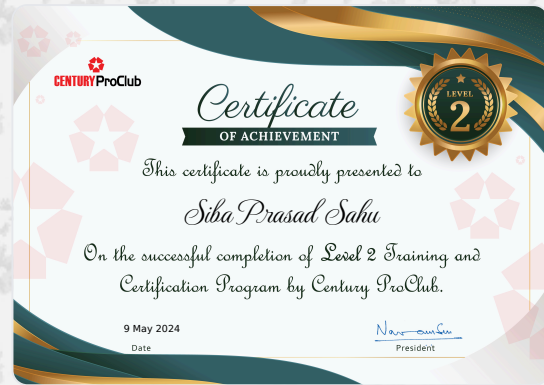 CENTURY ProClub
LEVEL
2
Certificate
OF ACHIEVEMENT
This certificate is proudly presented to
Siba Prasad Sahu
On the successful completion of Level 2 Training and
Certification Program by Century ProClub.
9 May 2024
Date
President